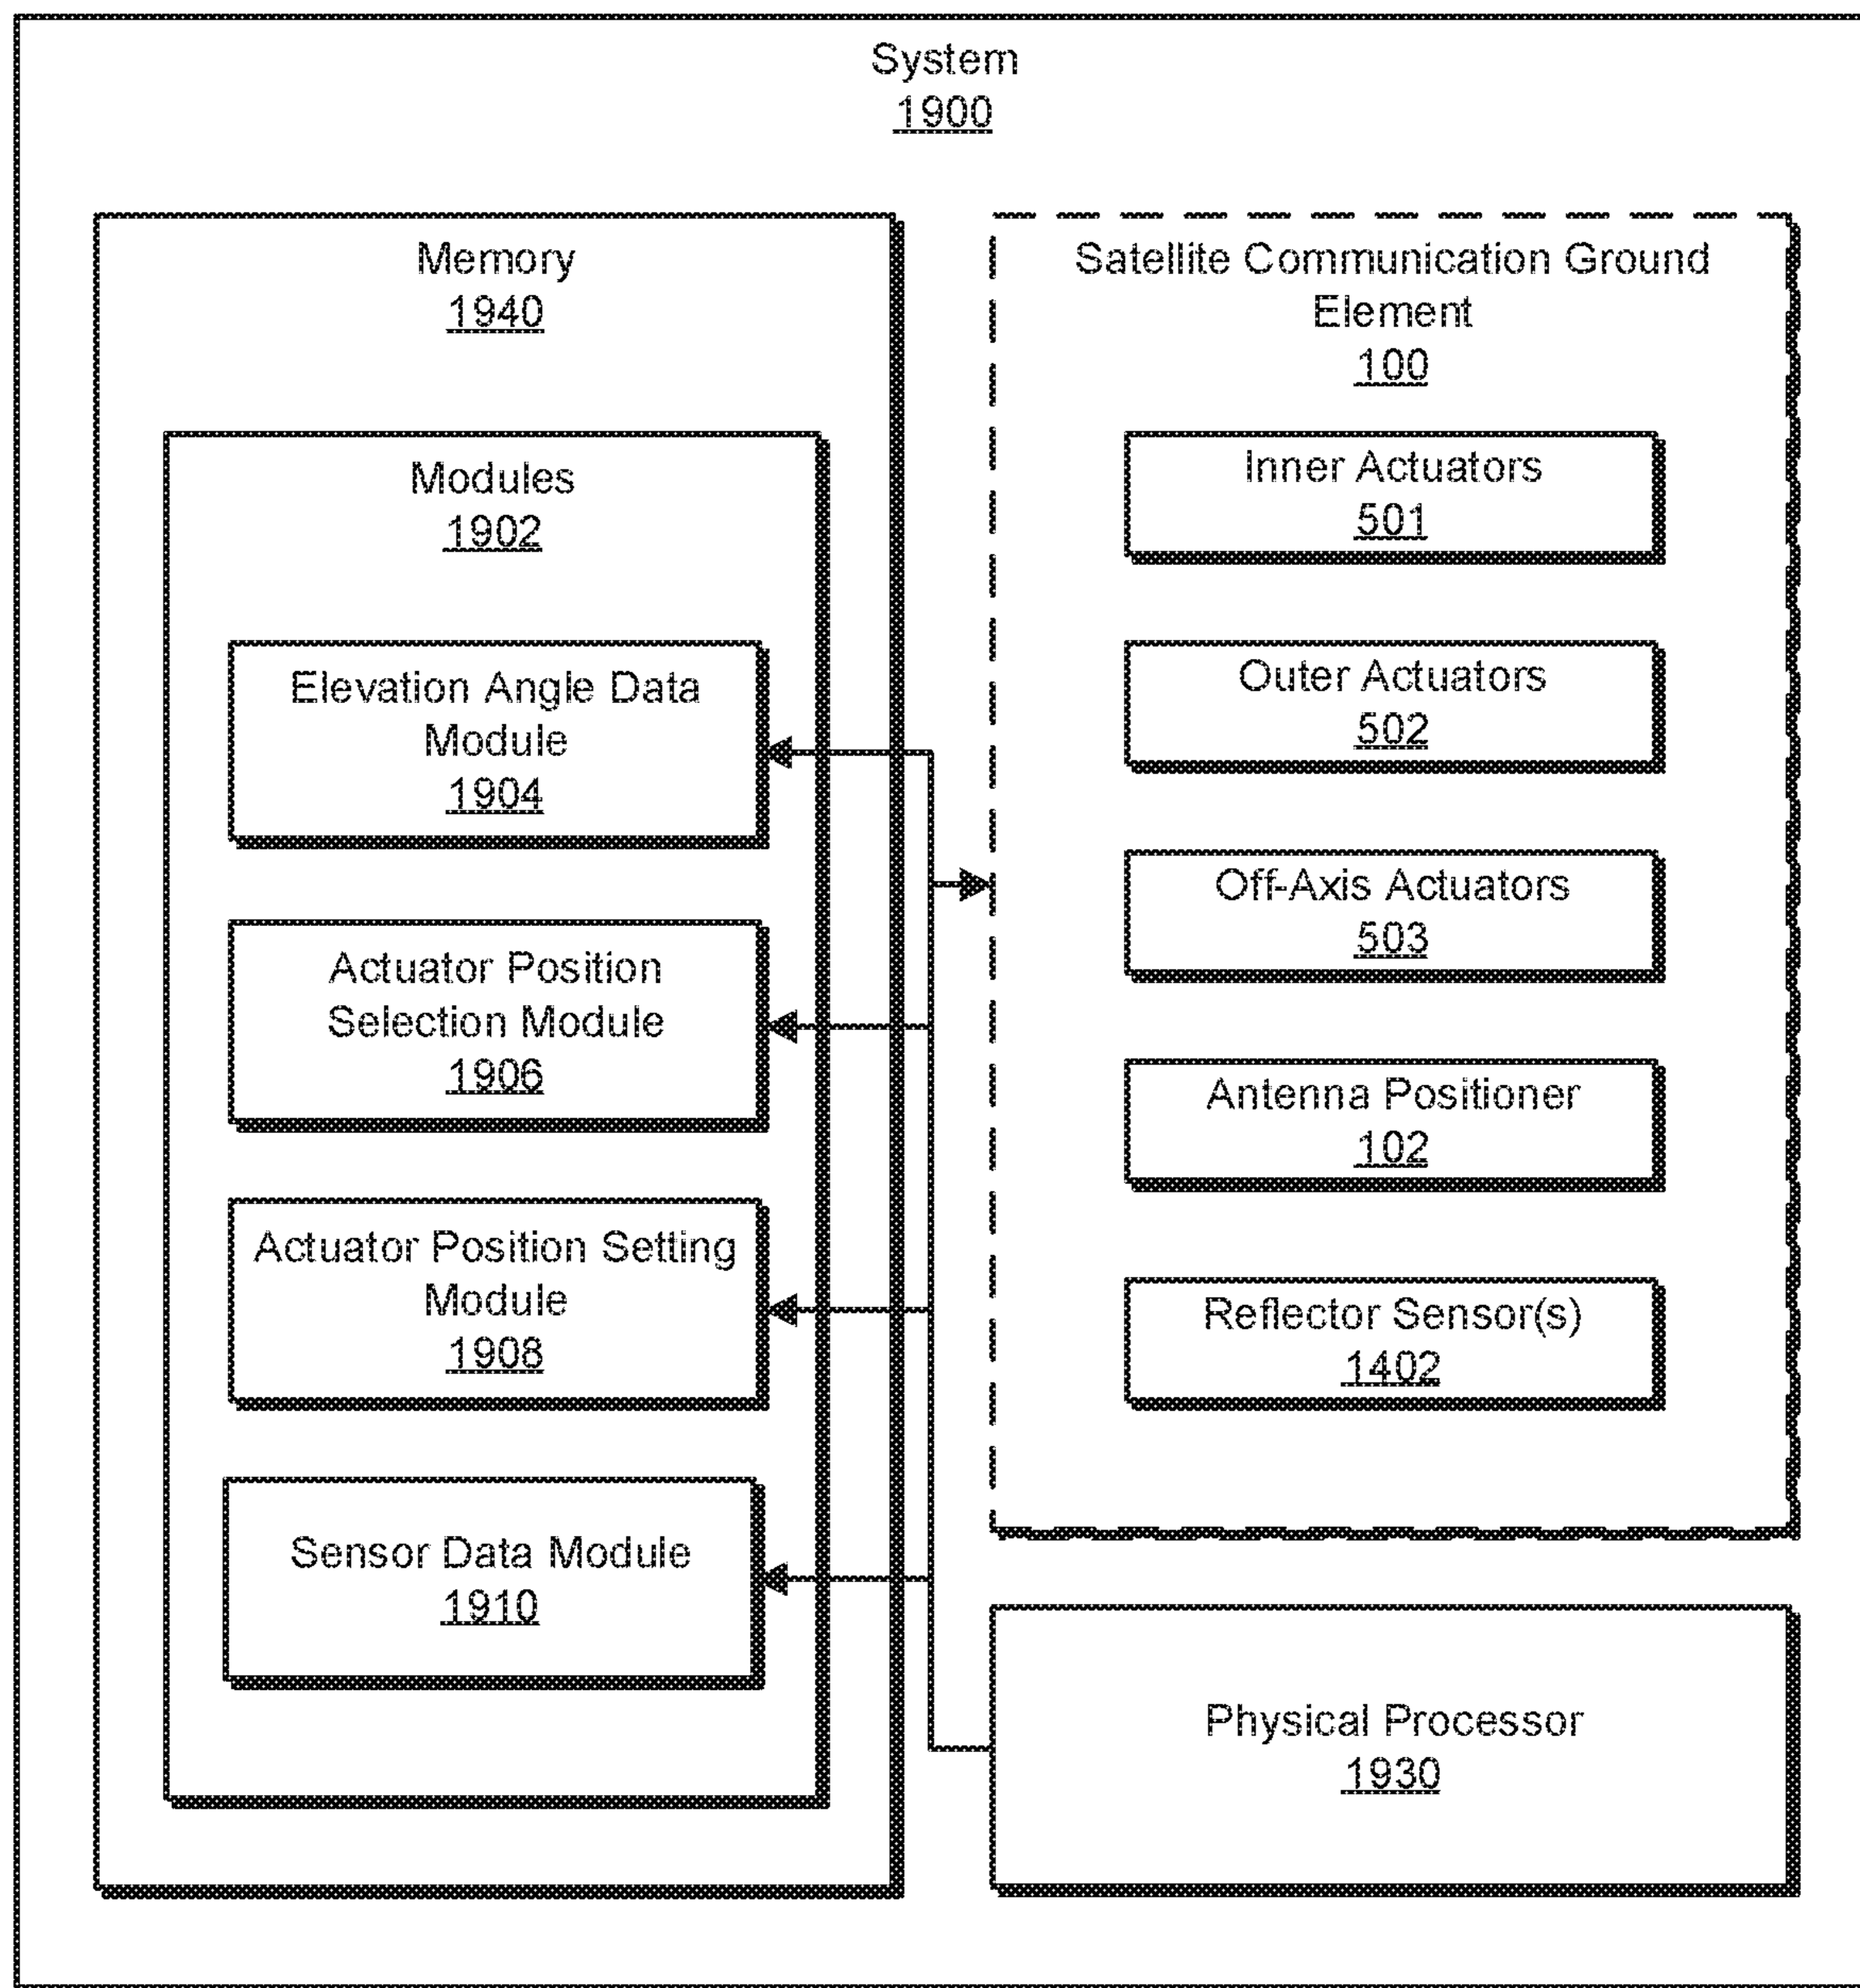 System
1900
Memory
1940
Modules
1902
Elevation Angle Data
Module
1904
Actuator Position
Selection Module
1906
Actuator Position Setting
Module
1908
Sensor Data Module
1910
Satellite Communication Ground
Element
100
Inner Actuators
501
Outer Actuators
502
Off-Axis Actuators
503
Antenna Positioner
102
Reflector Sensor(s)
1402
Physical Processor
1930